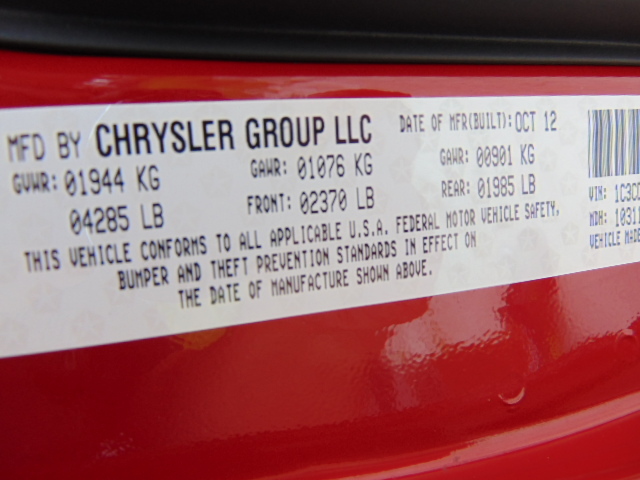 MFD BY CHRYSLER GROUP LLC DATE OF MFR(BUILT): OCT 12
GVWR: 01944 KG GAWR: 01076 KG GAWR: 00901 KG
04285 LB FRONT: 02370 LB REAR: 01985 LB
THIS VEHICLE CONFORMS TO ALL APPLICABLE U.S.A. FEDERAL MOTOR VEHICLE SAFETY,
BUMPER AND THEFT PREVENTION STANDARDS IN EFFECT ON
THE DATE OF MANUFACTURE SHOWN ABOVE.
VIN: 1C3CD
MDH: 10311
VEHICLE MADE